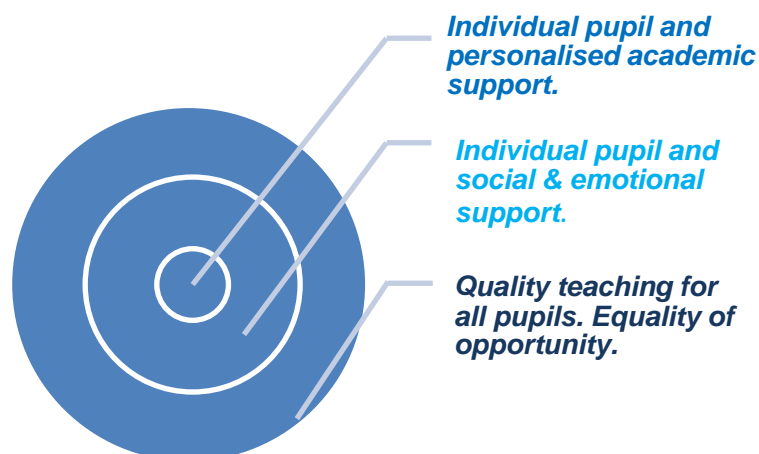 Individual pupil and
personalised academic
support.
Individual pupil and
social & emotional
support.
Quality teaching for
all pupils. Equality of
opportunity.